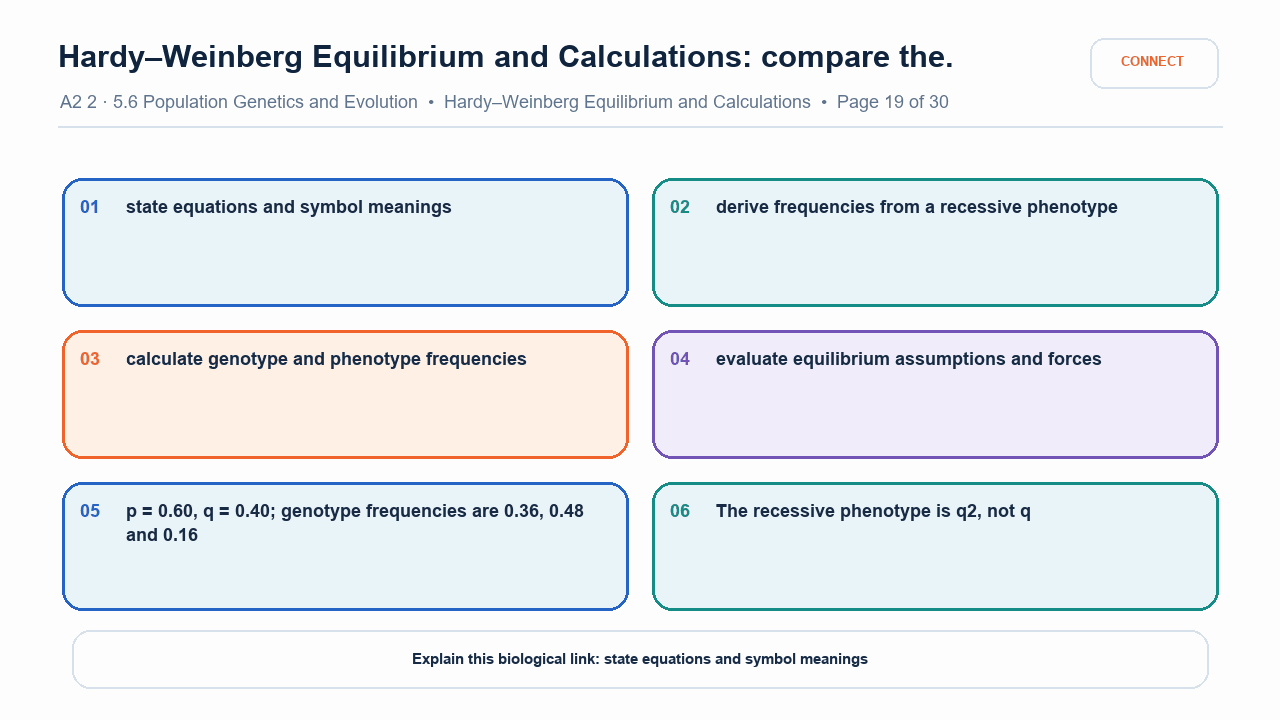 Hardy–Weinberg Equilibrium and Calculations: compare the.
CONNECT
A2 2 · 5.6 Population Genetics and Evolution • Hardy–Weinberg Equilibrium and Calculations • Page 19 of 30
01 state equations and symbol meanings
02 derive frequencies from a recessive phenotype
03 calculate genotype and phenotype frequencies
04 evaluate equilibrium assumptions and forces
05 p = 0.60, q = 0.40; genotype frequencies are 0.36, 0.48
and 0.16
06 The recessive phenotype is q2, not q
Explain this biological link: state equations and symbol meanings